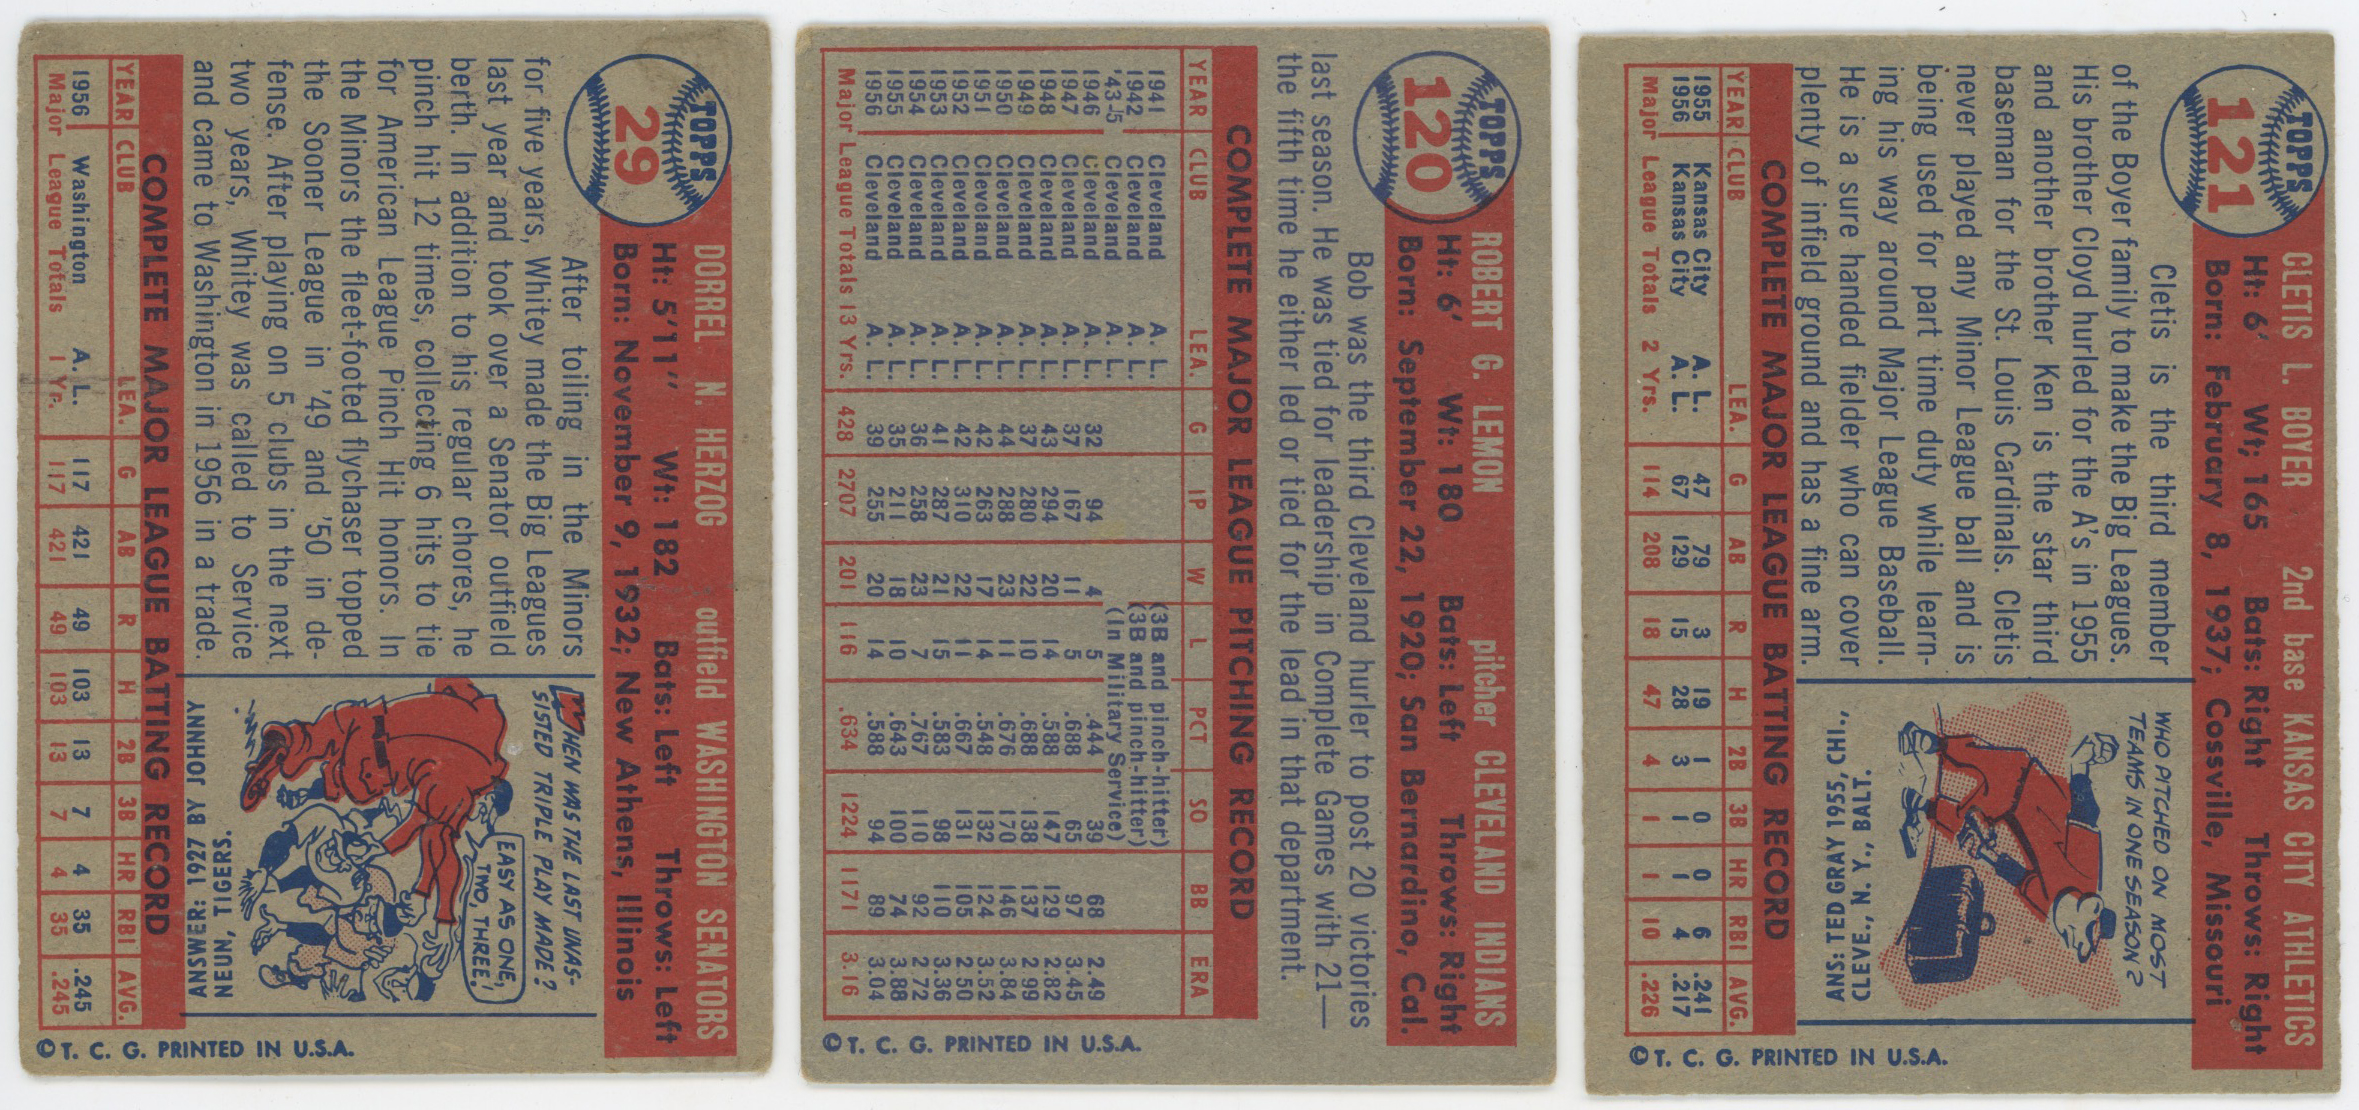 TOPPS
29
DORREL N. HERZOG outfield WASHINGTON SENATORS
Ht: 5'11" Wt: 182 Bats: Left Throws: Left
Born: November 9, 1932; New Athens, Illinois
After toiling in the Minors
for five years, Whitey made the Big Leagues
last year and took over a Senator outfield
berth. In addition to his regular chores, he
pinch hit 12 times, collecting 6 hits to tie
for American League Pinch Hit honors. In
the Minors the fleet-footed flychaser topped
the Sooner League in '49 and '50 in de-
fense. After playing on 5 clubs in the next
two years, Whitey was called to Service
and came to Washington in 1956 in a trade.
WHEN WAS THE LAST UNAS-
SISTED TRIPLE PLAY MADE?
EASY AS ONE,
TWO, THREE!
ANSWER: 1927 BY JOHNNY
NEUN, TIGERS.
COMPLETE MAJOR LEAGUE BATTING RECORD
YEAR CLUB LEA. G AB R H 2B 3B HR RBI AVG.
1956 Washington A. L. 117 421 49 103 13 7 4 35 .245
Major League Totals 1 Yr. 117 421 49 103 13 7 4 35 .245
© T. C. G. PRINTED IN U.S.A.
TOPPS
120
ROBERT G. LEMON pitcher CLEVELAND INDIANS
Ht: 6' Wt: 180 Bats: Left Throws: Right
Born: September 22, 1920; San Bernardino, Cal.
Bob was the third Cleveland hurler to post 20 victories
last season. He was tied for leadership in Complete Games with 21—
the fifth time he either led or tied for the lead in that department.
COMPLETE MAJOR LEAGUE PITCHING RECORD
YEAR CLUB LEA. G IP W L PCT SO BB ERA
1941 Cleveland A. L. (3B and pinch-hitter)
1942 Cleveland A. L. (3B and pinch-hitter)
'43-5 Cleveland A. L. (In Military Service)
1946 Cleveland A. L. 32 94 4 5 .444 39 68 2.49
1947 Cleveland A. L. 37 167 11 5 .688 65 97 3.45
1948 Cleveland A. L. 43 294 20 14 .588 147 129 2.82
1949 Cleveland A. L. 37 280 22 10 .688 138 137 2.99
1950 Cleveland A. L. 44 288 23 11 .676 170 146 3.84
1951 Cleveland A. L. 42 263 17 14 .548 132 124 3.52
1952 Cleveland A. L. 42 310 22 11 .667 131 105 2.50
1953 Cleveland A. L. 41 287 21 15 .583 98 110 3.36
1954 Cleveland A. L. 36 258 23 7 .767 110 92 2.72
1955 Cleveland A. L. 35 211 18 10 .643 100 74 3.88
1956 Cleveland A. L. 39 255 20 14 .588 94 89 3.04
Major League Totals 13 Yrs. 428 2707 201 116 .634 1224 1171 3.16
© T. C. G. PRINTED IN U.S.A.
TOPPS
121
CLETIS L. BOYER 2nd base KANSAS CITY ATHLETICS
Ht: 6' Wt; 165 Bats: Right Throws: Right
Born: February 8, 1937; Cossville, Missouri
Cletis is the third member
of the Boyer family to make the Big Leagues.
His brother Cloyd hurled for the A's in 1955
and another brother Ken is the star third
baseman for the St. Louis Cardinals. Cletis
never played any Minor League ball and is
being used for part time duty while learn-
ing his way around Major League Baseball.
He is a sure handed fielder who can cover
plenty of infield ground and has a fine arm.
WHO PITCHED ON MOST
TEAMS IN ONE SEASON?
ANS: TED GRAY 1955, CHI.,
CLEVE., N. Y., BALT.
COMPLETE MAJOR LEAGUE BATTING RECORD
YEAR CLUB LEA. G AB R H 2B 3B HR RBI AVG.
1955 Kansas City A. L. 47 79 3 19 1 0 0 6 .241
1956 Kansas City A. L. 67 129 15 28 3 1 1 4 .217
Major League Totals 2 Yrs. 114 208 18 47 4 1 1 10 .226
© T. C. G. PRINTED IN U.S.A.